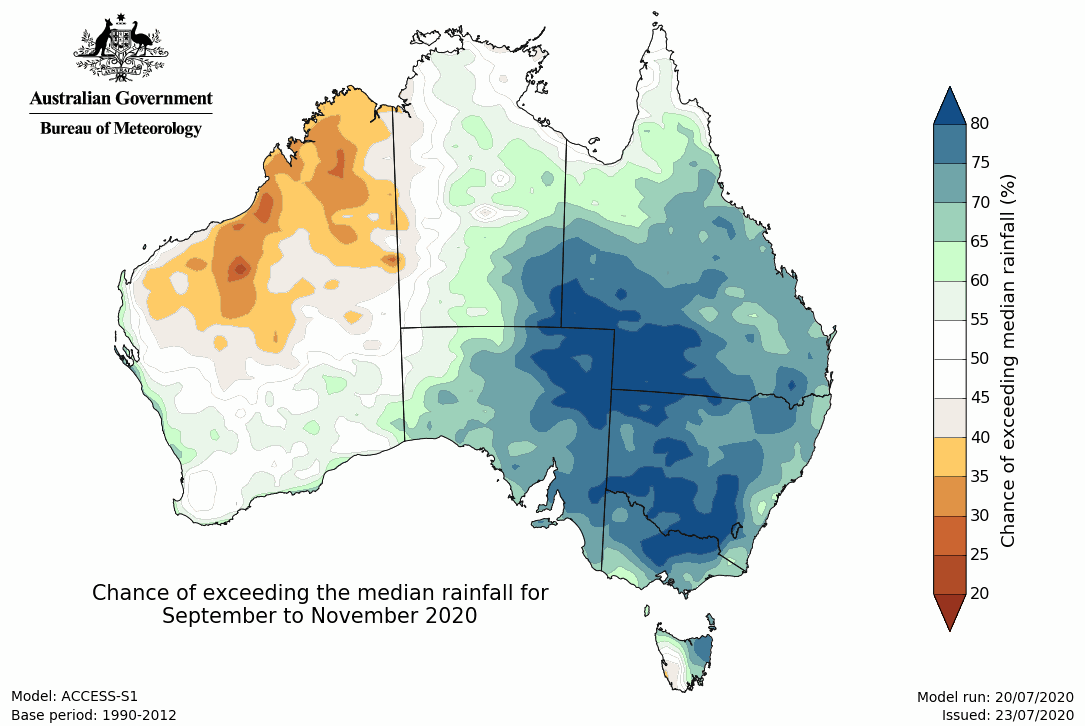 Australian Government
Bureau of Meteorology
80
75
70
65
60
55
50
45
40
35
30
25
20
Chance of exceeding median rainfall (%)
Chance of exceeding the median rainfall for
September to November 2020
Model: ACCESS-S1
Base period: 1990-2012
Model run: 20/07/2020
Issued: 23/07/2020